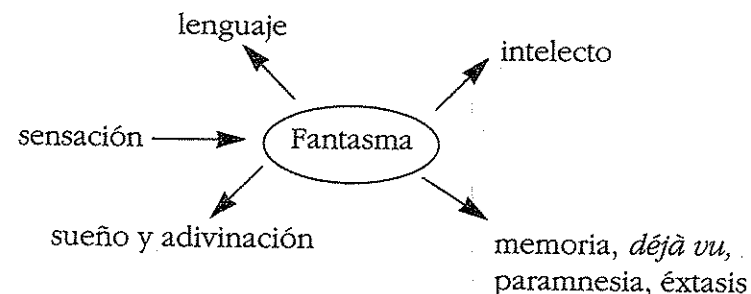 lenguaje
intelecto
sensación
Fantasma
sueño y adivinación
memoria, déjà vu,
paramnesia, éxtasis